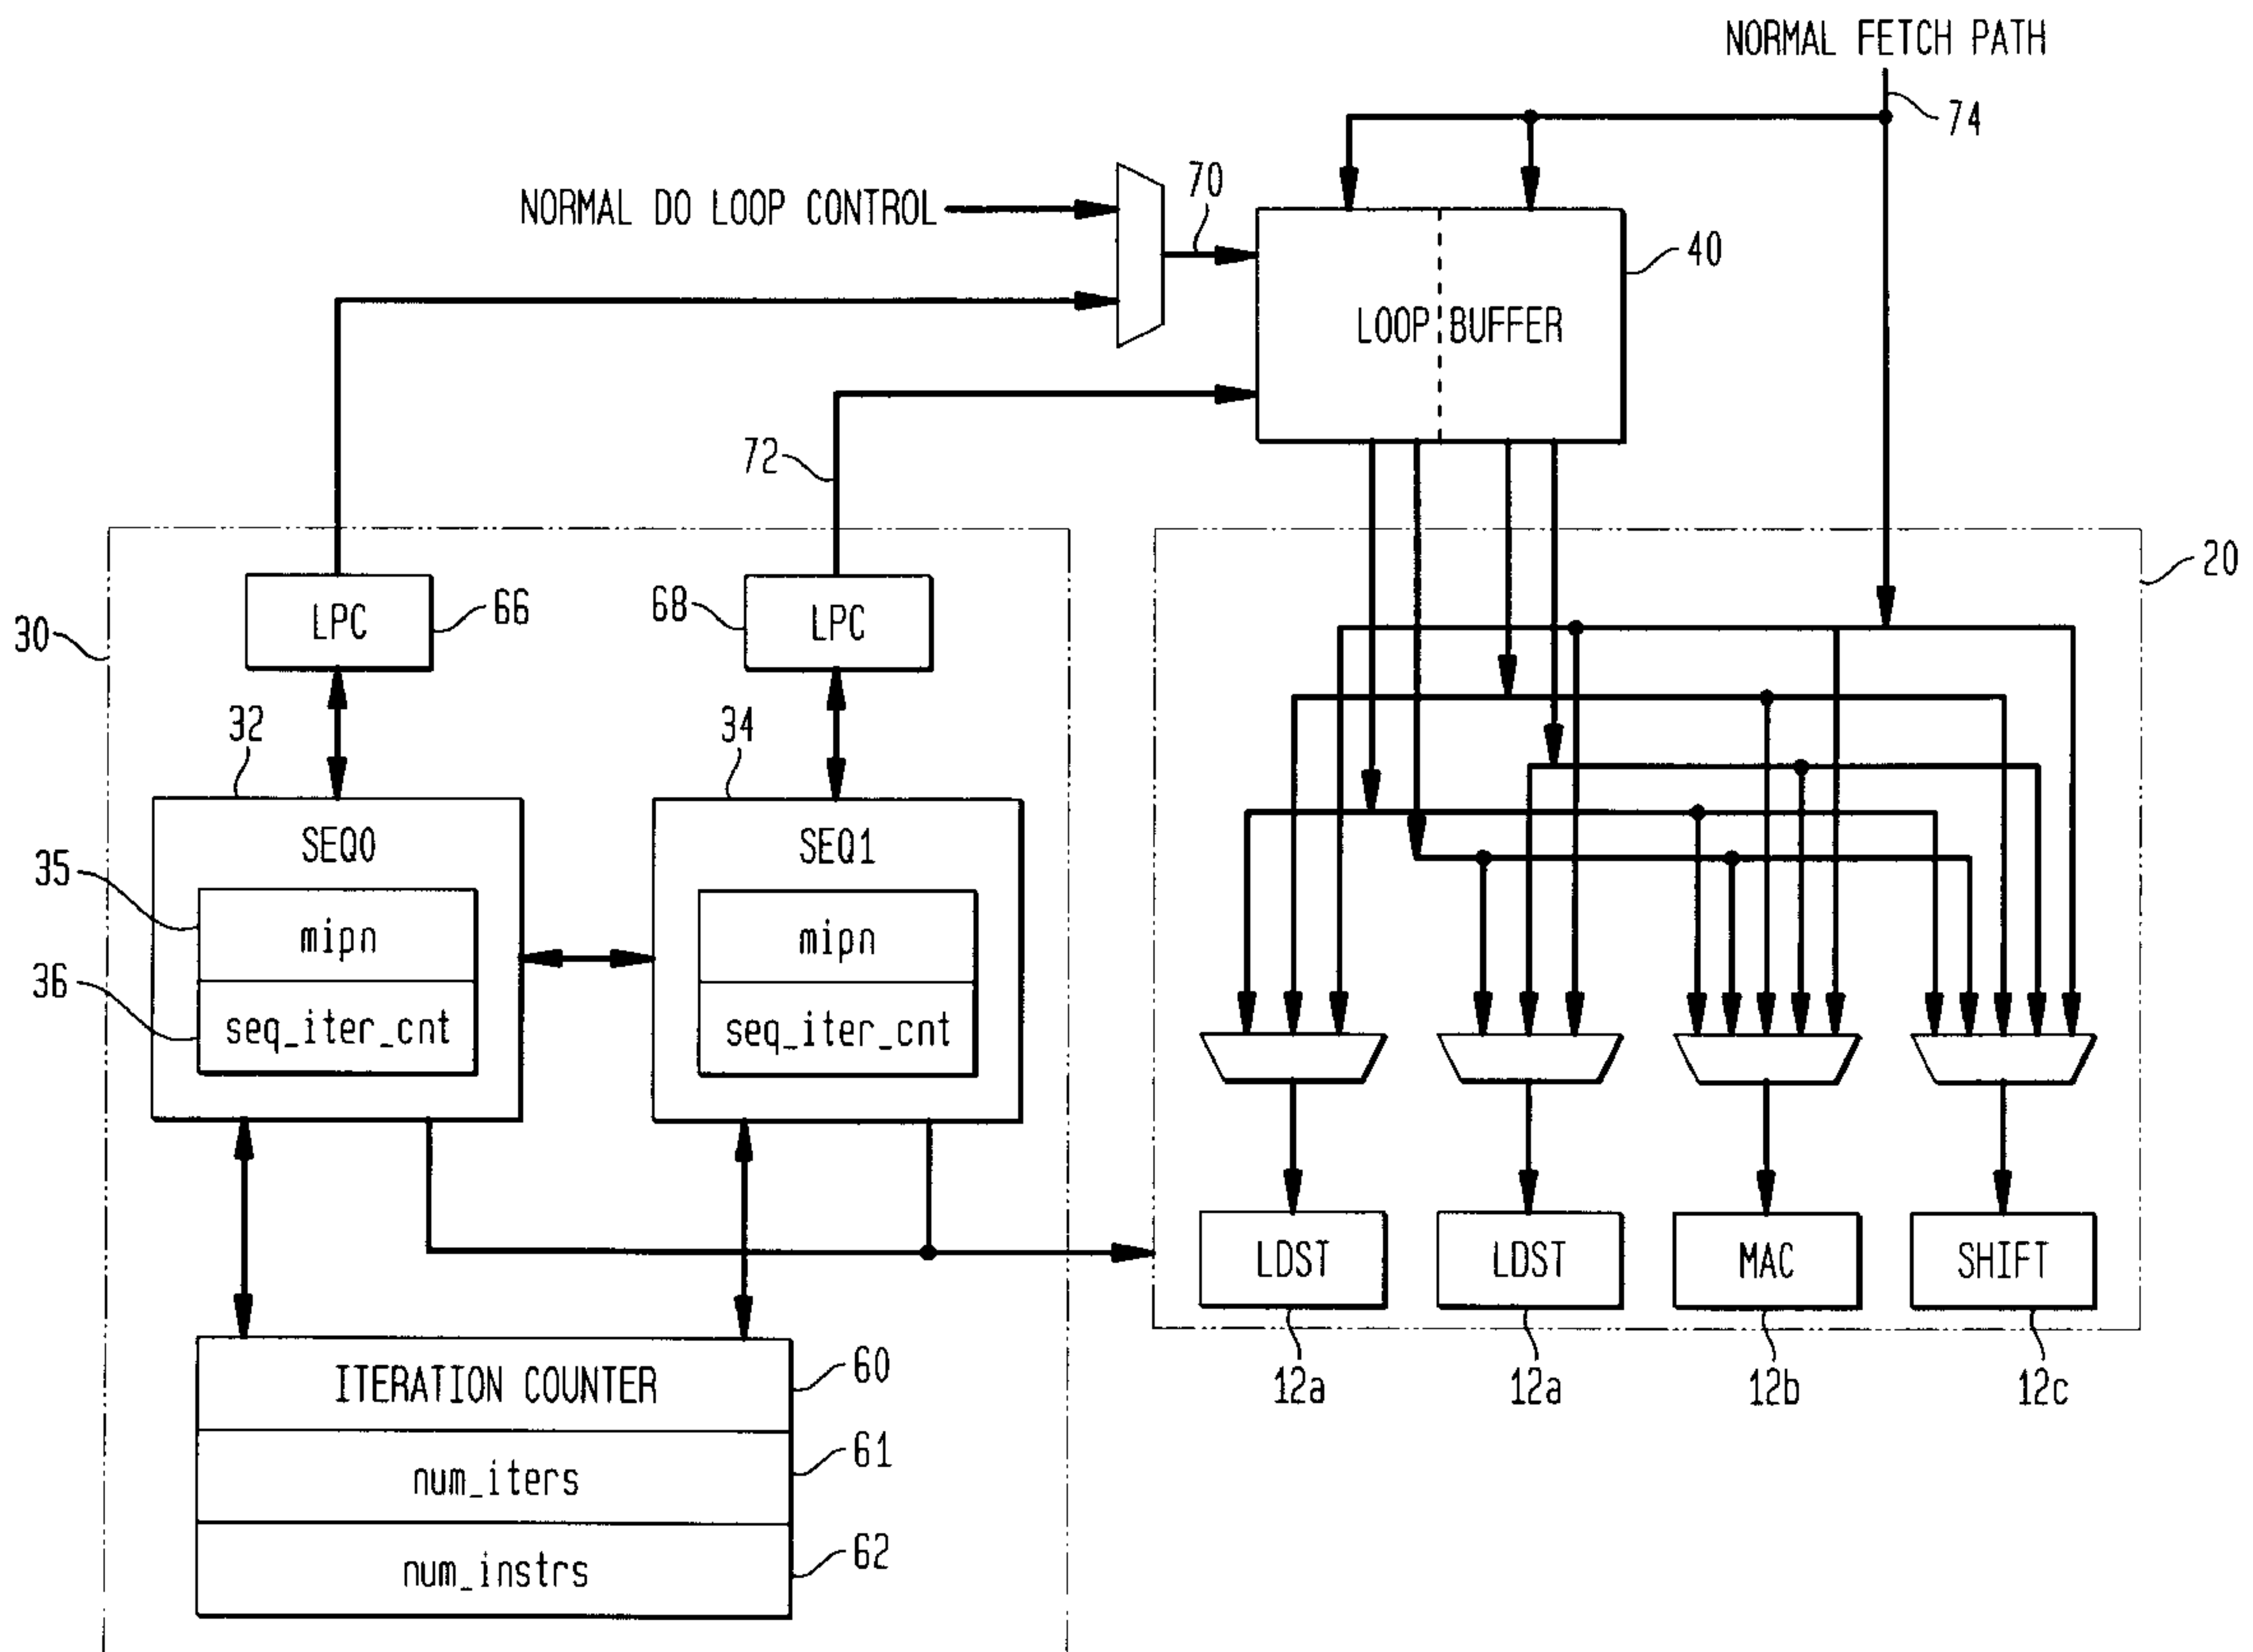 NORMAL FETCH PATH
74
NORMAL DO LOOP CONTROL
70
40
LOOP BUFFER
72
20
30
LPC
66
68
LPC
32
34
SEQ0
SEQ1
35
mipn
mipn
36
seq_iter_cnt
seq_iter_cnt
LDST
LDST
MAC
SHIFT
12a
12a
12b
12c
ITERATION COUNTER
60
num_iters
61
num_instrs
62